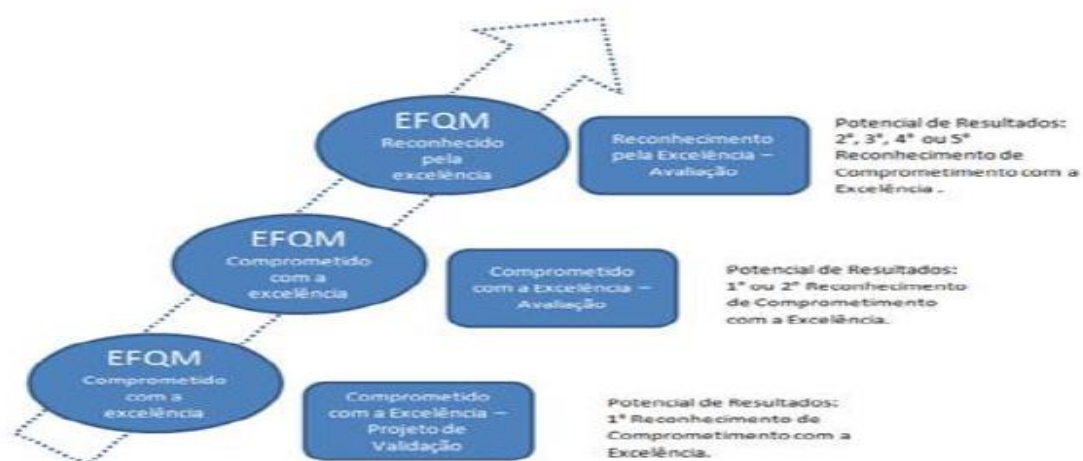 EFQM
Reconhecido
pela
excelência
Reconhecimento
pela Excelência –
Avaliação
Potencial de Resultados:
2°, 3°, 4° ou 5°
Reconhecimento de
Comprometimento com a
Excelência .
EFQM
Comprometido
com a
excelência
Comprometido
com a Excelência –
Avaliação
Potencial de Resultados:
1° ou 2° Reconhecimento
de Comprometimento
com a Excelência.
EFQM
Comprometido
com a
excelência
Comprometido
com a Excelência –
Projeto de
Validação
Potencial de Resultados:
1° Reconhecimento de
Comprometimento com a
Excelência.